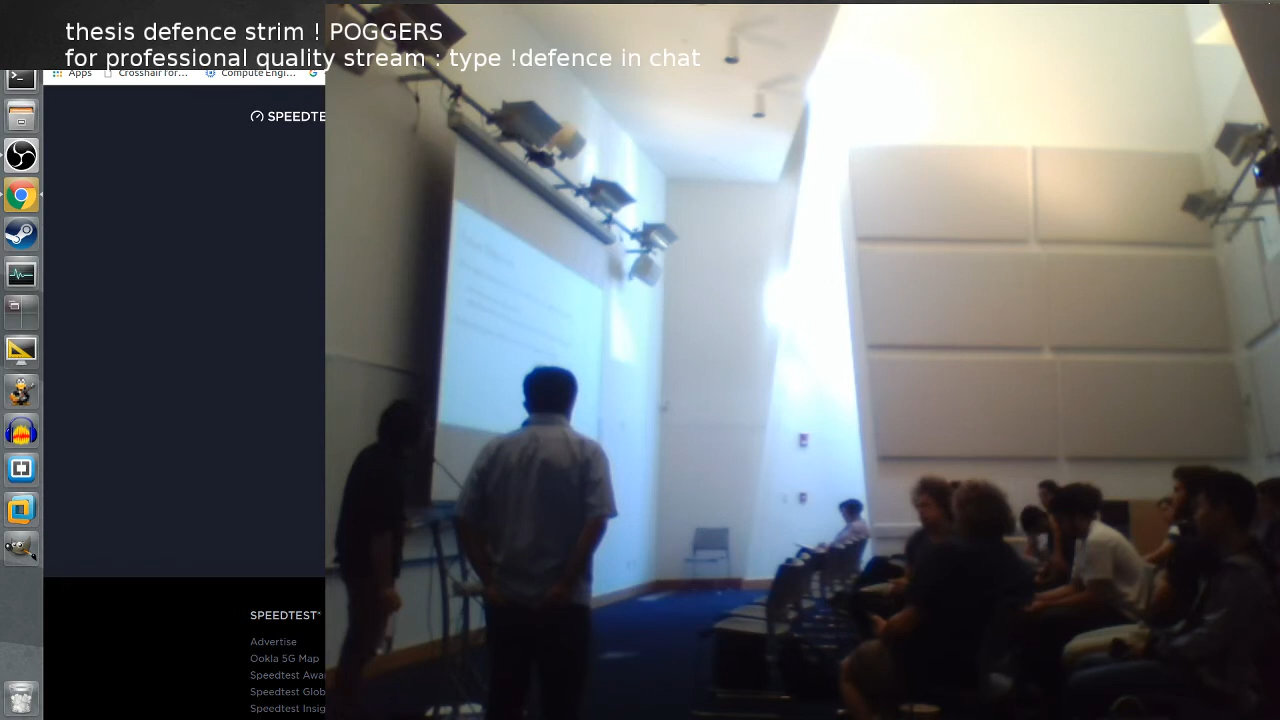 thesis defence strim ! POGGERS
for professional quality stream : type !defence in chat
Apps Crosshair for... Compute Engi...
SPEEDTE
SPEEDTEST
Advertise
Ookla 5G Map
Speedtest Awa
Speedtest Glob
Speedtest Insig